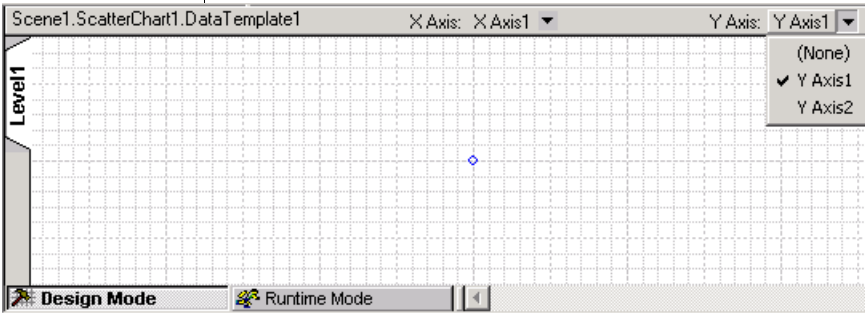 Scene1.ScatterChart1.DataTemplate1 X Axis: X Axis1 Y Axis: Y Axis1
(None)
Y Axis1
Y Axis2
Level1
Design Mode Runtime Mode